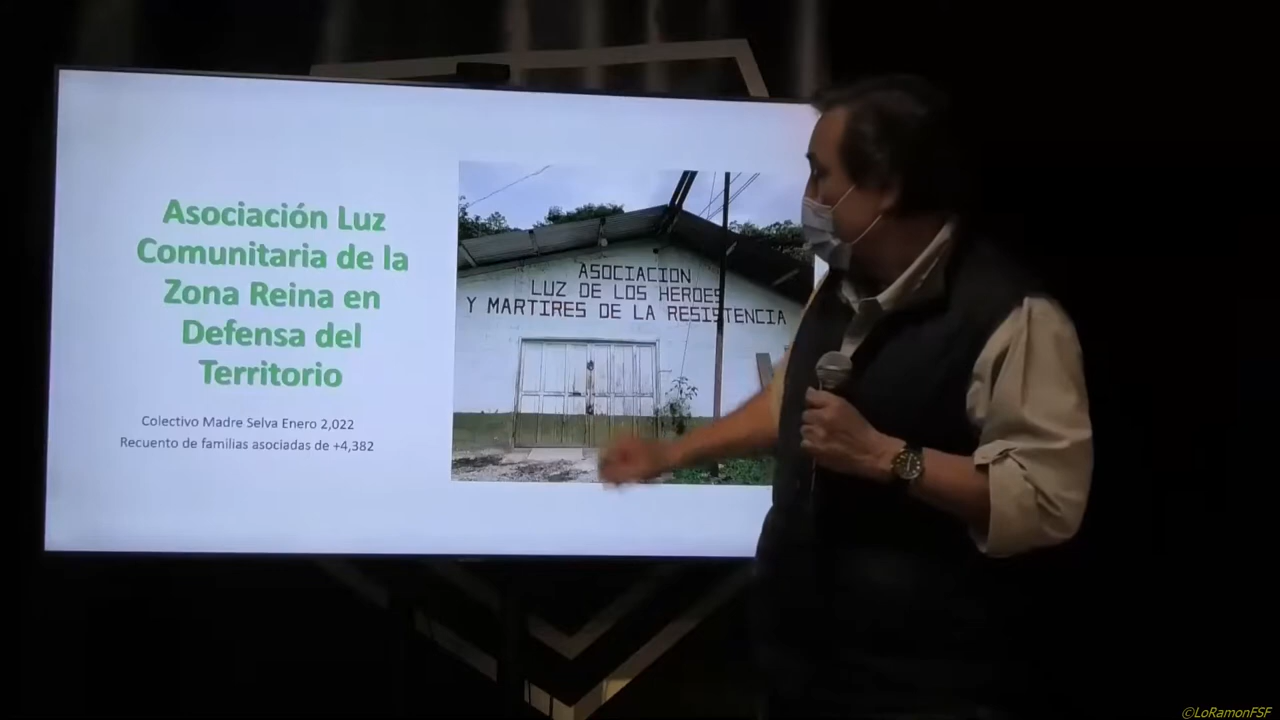 Asociación Luz
Comunitaria de la
Zona Reina en
Defensa del
Territorio
Colectivo Madre Selva Enero 2,022
Recuento de familias asociadas de +4,382
ASOCIACION
LUZ DE LOS HEROES
Y MARTIRES DE LA RESISTENCIA
©LoRamonFSF